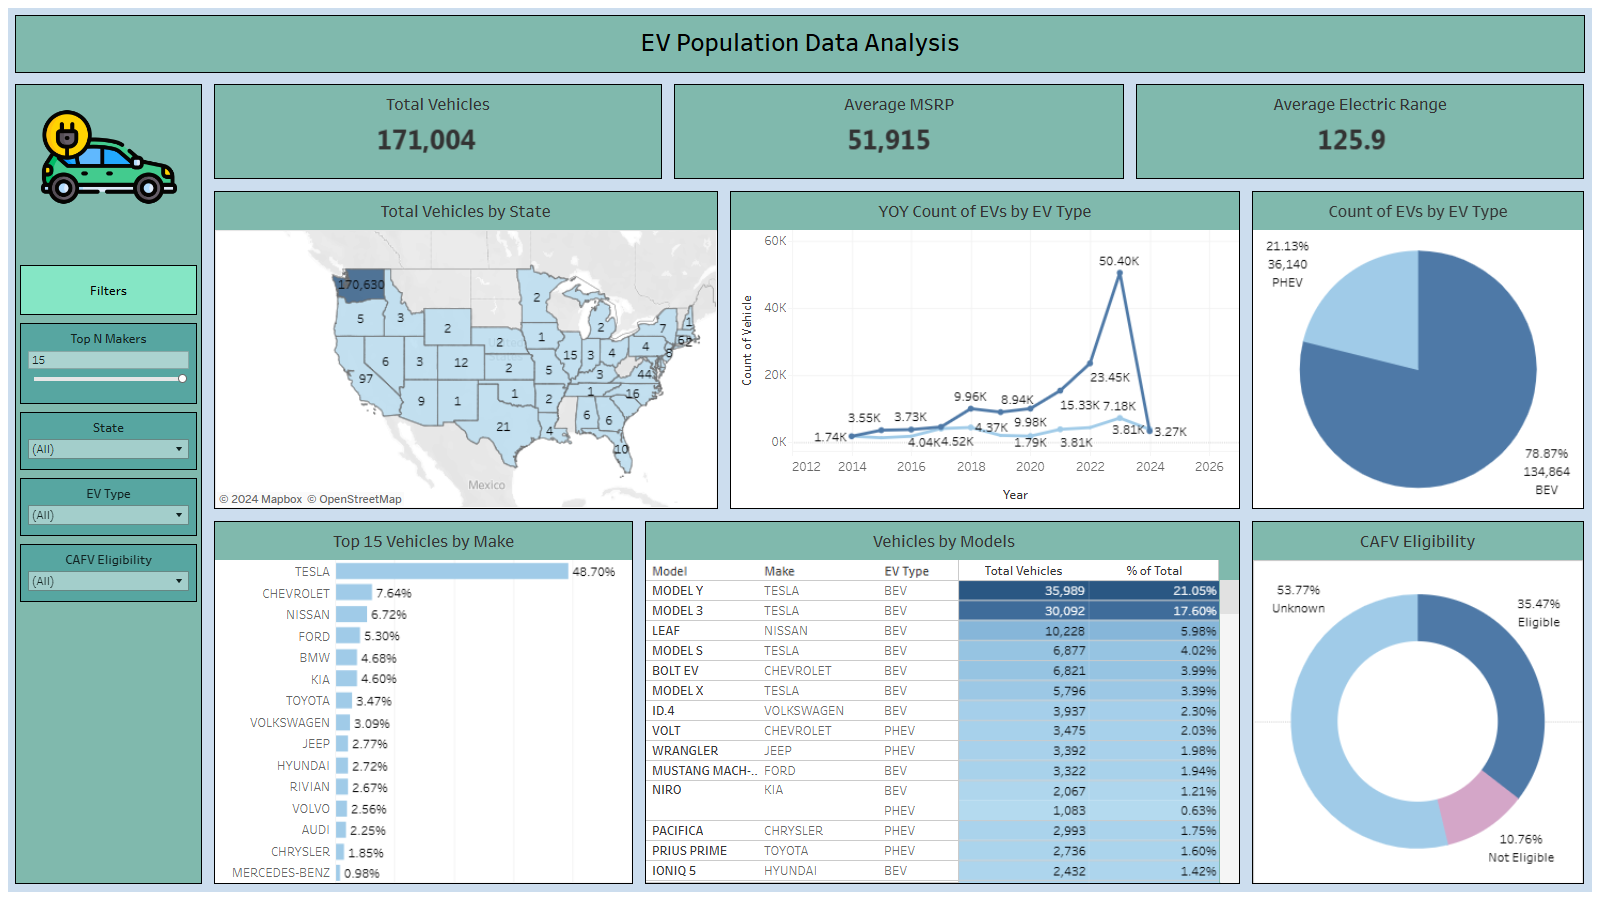 EV Population Data Analysis
Total Vehicles
171,004
Average MSRP
51,915
Average Electric Range
125.9
Filters
Top N Makers
15
State
(All)
EV Type
(All)
CAFV Eligibility
(All)
Total Vehicles by State
170,630
5
3
2
2
1
2
7
1
2
6
3
12
2
5
15
3
4
4
97
9
1
1
2
3
44
1
16
21
4
6
6
10
Mexico
© 2024 Mapbox © OpenStreetMap
YOY Count of EVs by EV Type
Count of Vehicle
60K
40K
20K
0K
50.40K
23.45K
9.96K
8.94K
15.33K
7.18K
3.55K
3.73K
9.98K
4.37K
1.74K
4.04K
4.52K
1.79K
3.81K
3.81K
3.27K
2012 2014 2016 2018 2020 2022 2024 2026
Year
Count of EVs by EV Type
21.13%
36,140
PHEV
78.87%
134,864
BEV
Top 15 Vehicles by Make
TESLA 48.70%
CHEVROLET 7.64%
NISSAN 6.72%
FORD 5.30%
BMW 4.68%
KIA 4.60%
TOYOTA 3.47%
VOLKSWAGEN 3.09%
JEEP 2.77%
HYUNDAI 2.72%
RIVIAN 2.67%
VOLVO 2.56%
AUDI 2.25%
CHRYSLER 1.85%
MERCEDES-BENZ 0.98%
Vehicles by Models
Model Make EV Type Total Vehicles % of Total
MODEL Y TESLA BEV 35,989 21.05%
MODEL 3 TESLA BEV 30,092 17.60%
LEAF NISSAN BEV 10,228 5.98%
MODEL S TESLA BEV 6,877 4.02%
BOLT EV CHEVROLET BEV 6,821 3.99%
MODEL X TESLA BEV 5,796 3.39%
ID.4 VOLKSWAGEN BEV 3,937 2.30%
VOLT CHEVROLET PHEV 3,475 2.03%
WRANGLER JEEP PHEV 3,392 1.98%
MUSTANG MACH-.. FORD BEV 3,322 1.94%
NIRO KIA BEV 2,067 1.21%
PHEV 1,083 0.63%
PACIFICA CHRYSLER PHEV 2,993 1.75%
PRIUS PRIME TOYOTA PHEV 2,736 1.60%
IONIQ 5 HYUNDAI BEV 2,432 1.42%
CAFV Eligibility
53.77%
Unknown
35.47%
Eligible
10.76%
Not Eligible